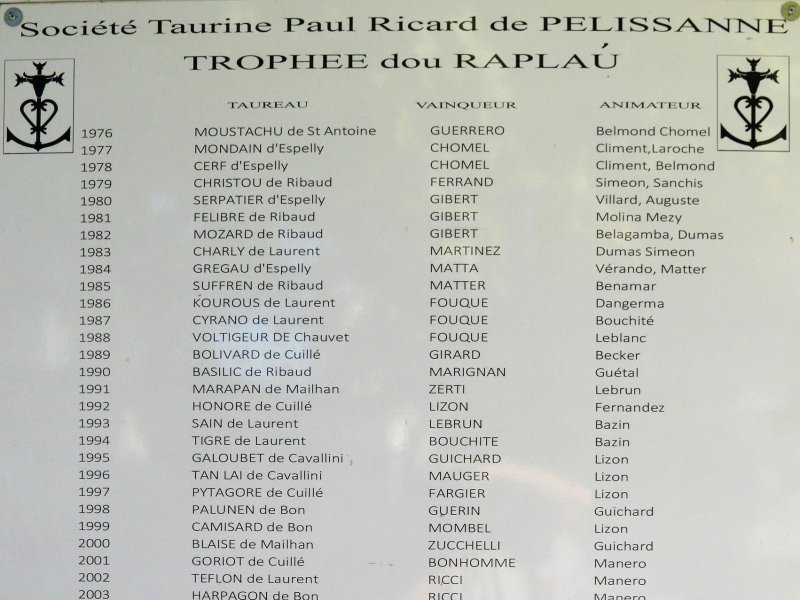 Société Taurine Paul Ricard de PELISSANNE
TROPHEE dou RAPLAÚ
TAUREAU VAINQUEUR ANIMATEUR
1976 MOUSTACHU de St Antoine GUERRERO Belmond Chomel
1977 MONDAIN d'Espelly CHOMEL Climent,Laroche
1978 CERF d'Espelly CHOMEL Climent, Belmond
1979 CHRISTOU de Ribaud FERRAND Simeon, Sanchis
1980 SERPATIER d'Espelly GIBERT Villard, Auguste
1981 FELIBRE de Ribaud GIBERT Molina Mezy
1982 MOZARD de Ribaud GIBERT Belagamba, Dumas
1983 CHARLY de Laurent MARTINEZ Dumas Simeon
1984 GREGAU d'Espelly MATTA Vérando, Matter
1985 SUFFREN de Ribaud MATTER Benamar
1986 KOUROUS de Laurent FOUQUE Dangerma
1987 CYRANO de Laurent FOUQUE Bouchité
1988 VOLTIGEUR DE Chauvet FOUQUE Leblanc
1989 BOLIVARD de Cuillé GIRARD Becker
1990 BASILIC de Ribaud MARIGNAN Guétal
1991 MARAPAN de Mailhan ZERTI Lebrun
1992 HONORE de Cuillé LIZON Fernandez
1993 SAIN de Laurent LEBRUN Bazin
1994 TIGRE de Laurent BOUCHITE Bazin
1995 GALOUBET de Cavallini GUICHARD Lizon
1996 TAN LAI de Cavallini MAUGER Lizon
1997 PYTAGORE de Cuillé FARGIER Lizon
1998 PALUNEN de Bon GUERIN Guichard
1999 CAMISARD de Bon MOMBEL Lizon
2000 BLAISE de Mailhan ZUCCHELLI Guichard
2001 GORIOT de Cuillé BONHOMME Manero
2002 TEFLON de Laurent RICCI Manero
2003 HARPAGON de Bon RICCI Manero